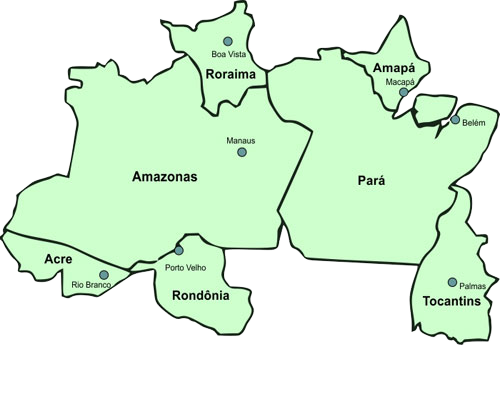 Boa Vista
Roraima
Amapá
Macapá
Belém
Manaus
Amazonas
Pará
Acre
Rio Branco
Porto Velho
Rondônia
Palmas
Tocantins